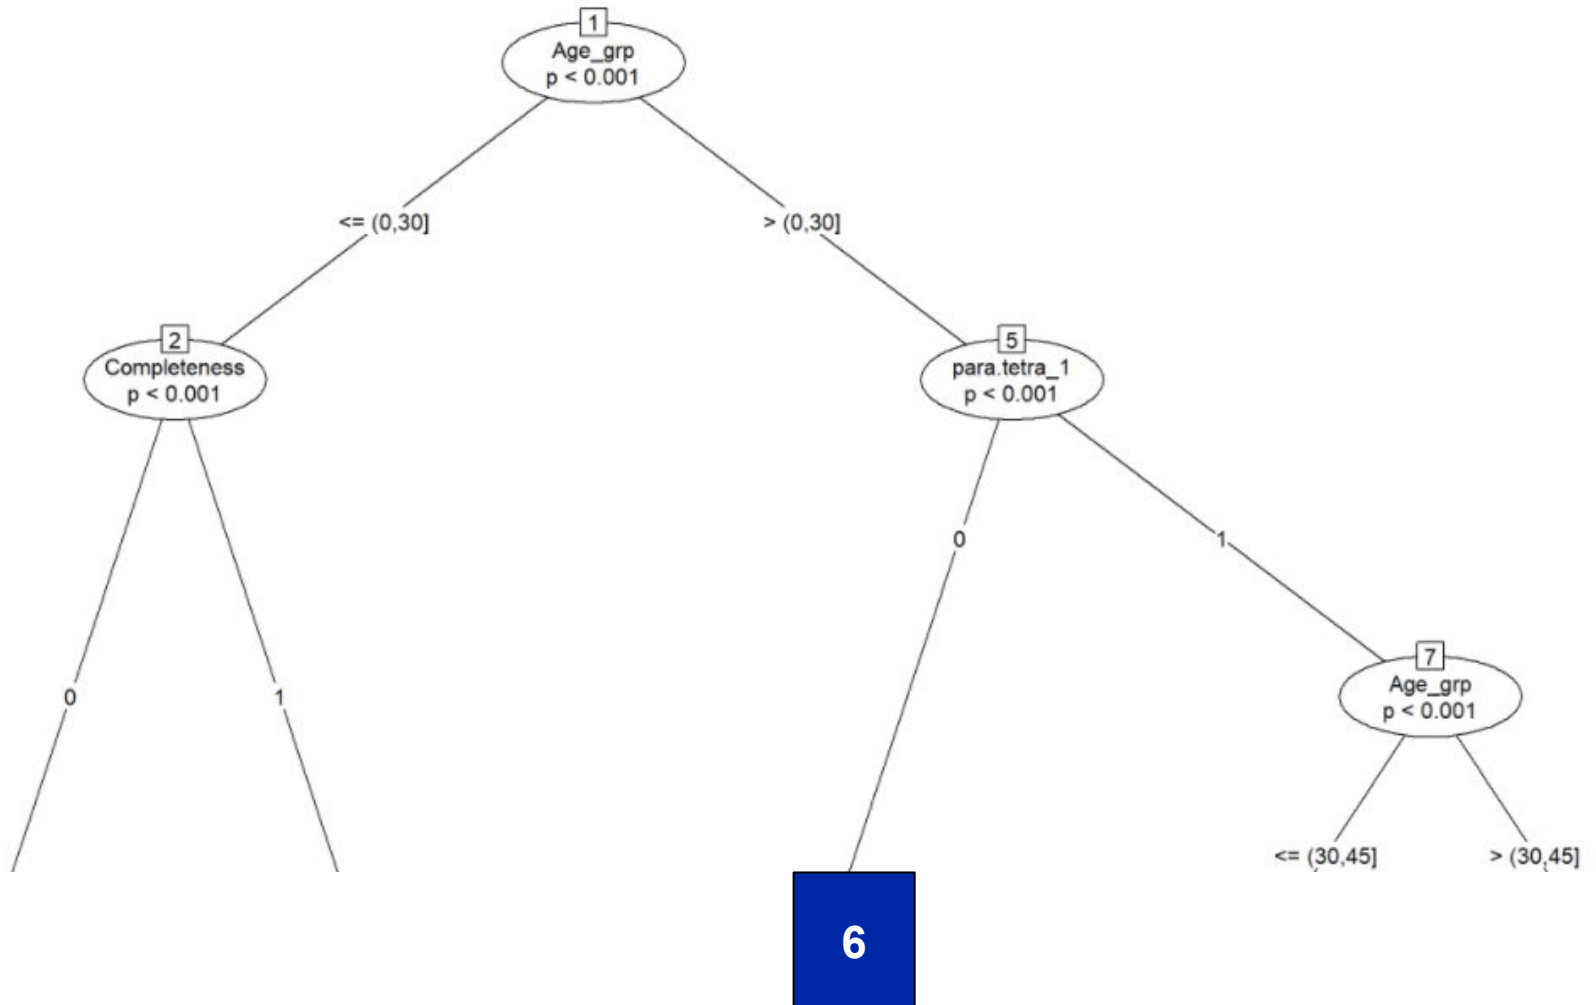 1
Age_grp
p < 0.001
<= (0,30]
> (0,30]
2
Completeness
p < 0.001
5
para.tetra_1
p < 0.001
0
1
7
Age_grp
p < 0.001
0
1
<= (30,45]
> (30,45]
6